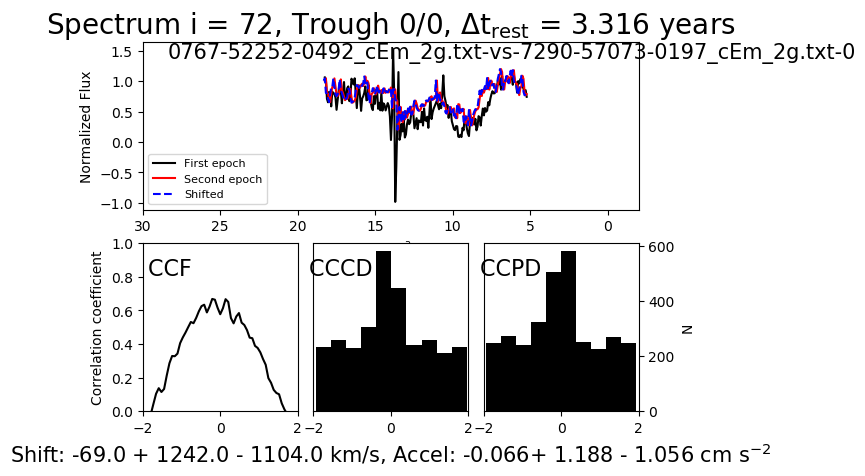 Spectrum i = 72, Trough 0/0, Δt_rest = 3.316 years
0767-52252-0492_cEm_2g.txt-vs-7290-57073-0197_cEm_2g.txt-0
Normalized Flux
1.5
1.0
0.5
0.0
−0.5
−1.0
First epoch
Second epoch
Shifted
30 25 20 15 10 5 0
Correlation coefficient
1.0
0.8
0.6
0.4
0.2
0.0
CCF
CCCD
CCPD
600
400
200
0
N
−2 0 2
−2 0 2
−2 0 2
Shift: -69.0 + 1242.0 - 1104.0 km/s, Accel: -0.066+ 1.188 - 1.056 cm s⁻²